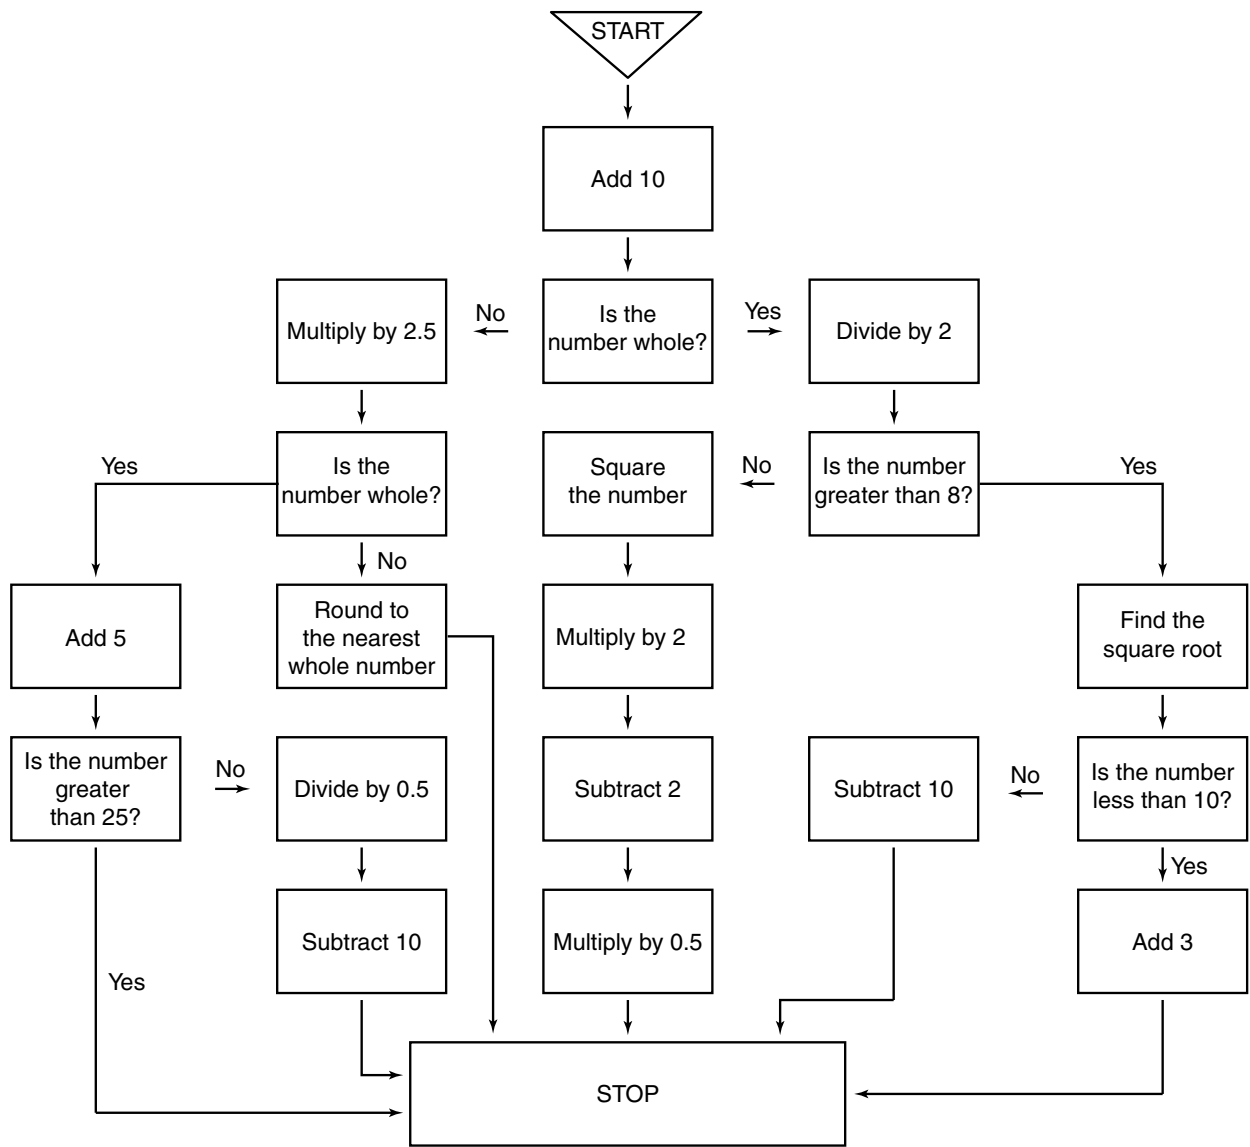 START
Add 10
No
Yes
Multiply by 2.5
Is the
number whole?
Divide by 2
Yes
Is the
number whole?
Square
the number
No
Is the number
greater than 8?
Yes
No
Add 5
Round to
the nearest
whole number
Multiply by 2
Find the
square root
Is the number
greater
than 25?
No
Divide by 0.5
Subtract 2
Subtract 10
No
Is the number
less than 10?
Yes
Subtract 10
Multiply by 0.5
Add 3
Yes
STOP